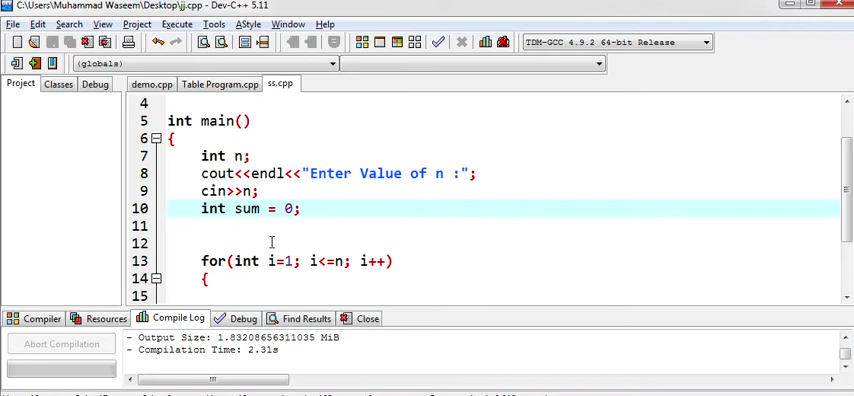 C:\Users\Muhammad Waseem\Desktop\jj.cpp - Dev-C++ 5.11
File Edit Search View Project Execute Tools AStyle Window Help
TDM-GCC 4.9.2 64-bit Release
(globals)
Project Classes Debug demo.cpp Table Program.cpp ss.cpp
4
5 int main()
6 {
7 int n;
8 cout<<endl<<"Enter Value of n :";
9 cin>>n;
10 int sum = 0;
11
12
13 for(int i=1; i<=n; i++)
14 {
15
Compiler Resources Compile Log Debug Find Results Close
Abort Compilation
- Output Size: 1.83208656311035 MiB
- Compilation Time: 2.31s